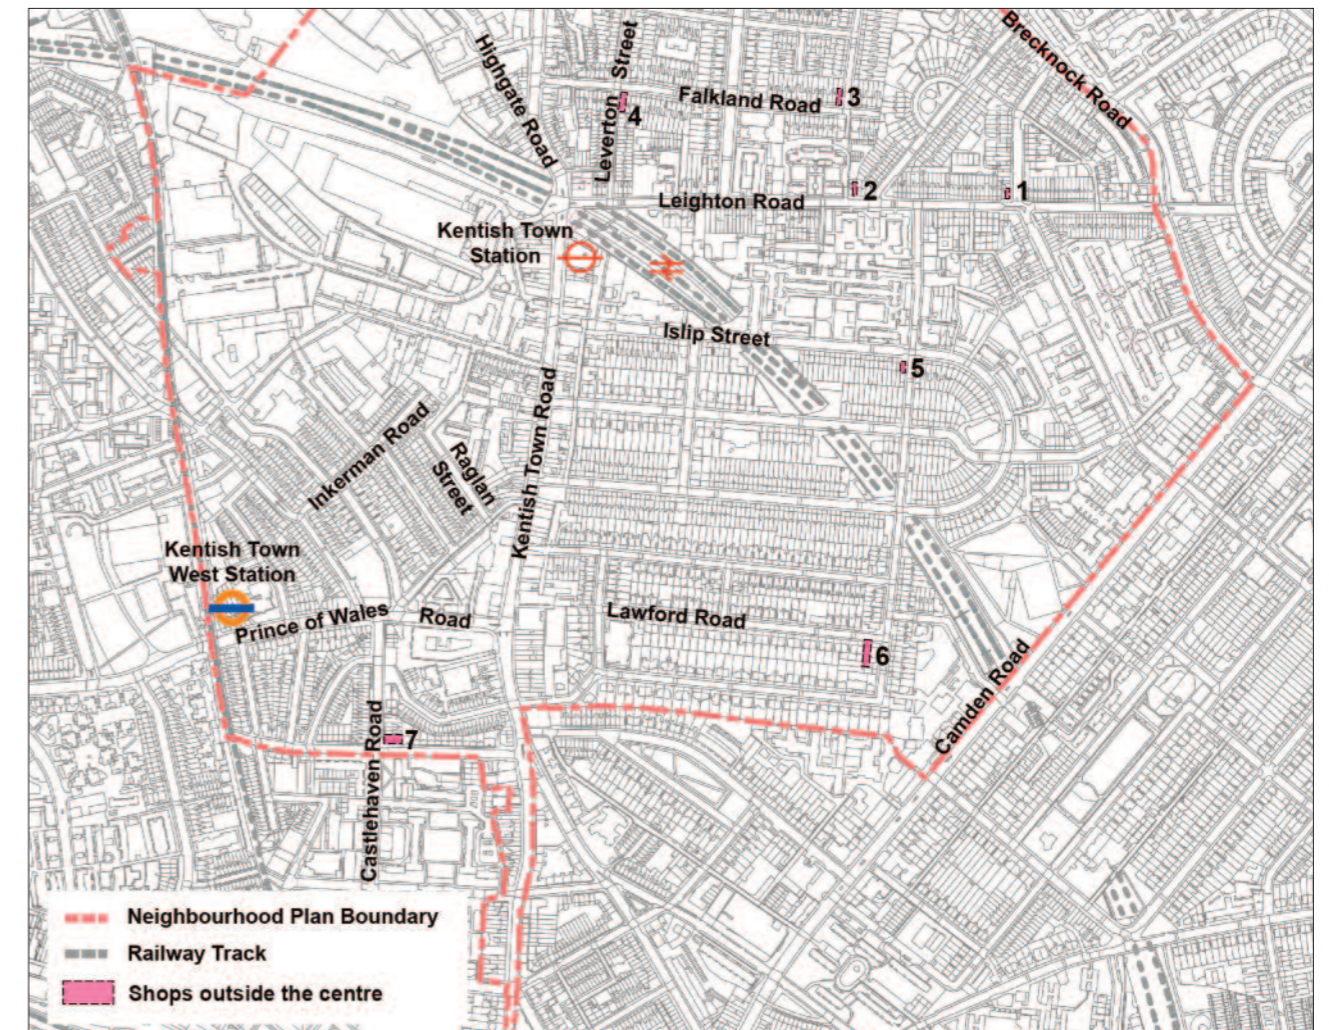 Brecknock Road
Highgate Road
Leverton Street
Falkland Road
3
4
Leighton Road
2
1
Kentish Town
Station
Islip Street
5
Inkerman Road
Raglan
Street
Kentish Town Road
Kentish Town
West Station
Prince of Wales Road
Lawford Road
6
Camden Road
Castlehaven Road
7
Neighbourhood Plan Boundary
Railway Track
Shops outside the centre